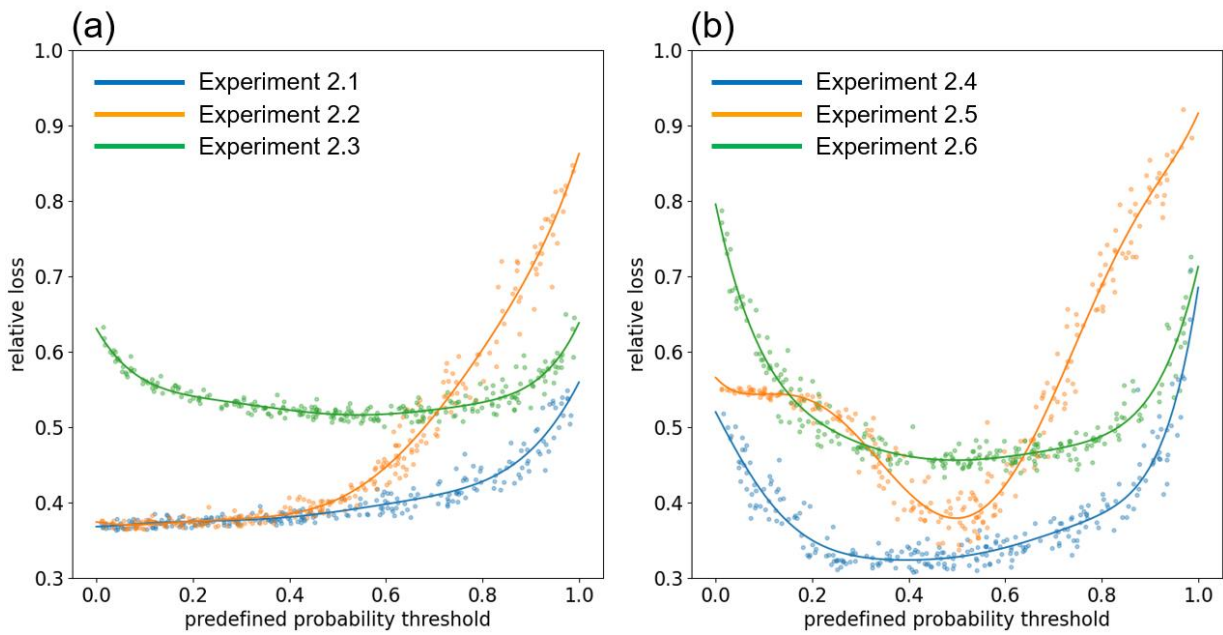 (a)
1.0
0.9
0.8
0.7
0.6
0.5
0.4
0.3
relative loss
Experiment 2.1
Experiment 2.2
Experiment 2.3
0.0 0.2 0.4 0.6 0.8 1.0
predefined probability threshold
(b)
1.0
0.9
0.8
0.7
0.6
0.5
0.4
0.3
relative loss
Experiment 2.4
Experiment 2.5
Experiment 2.6
0.0 0.2 0.4 0.6 0.8 1.0
predefined probability threshold